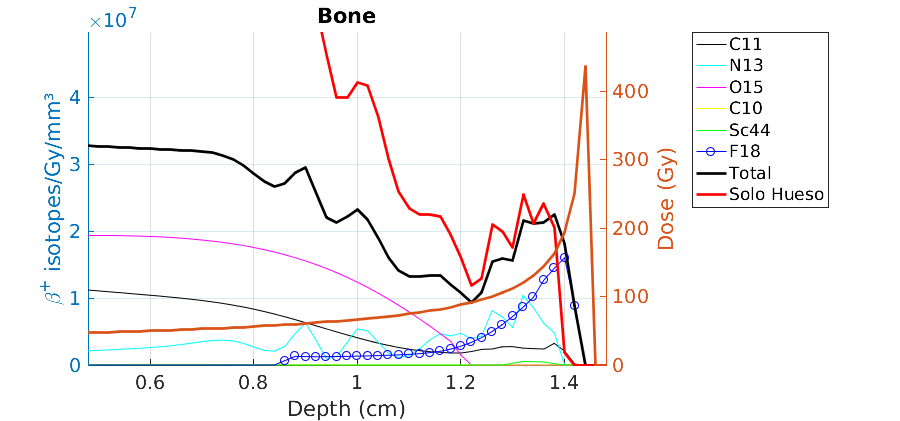 Bone
×10⁷
4
3
2
1
0
β⁺ isotopes/Gy/mm³
400
300
200
100
0
Dose (Gy)
0.6
0.8
1
1.2
1.4
Depth (cm)
C11
N13
O15
C10
Sc44
F18
Total
Solo Hueso